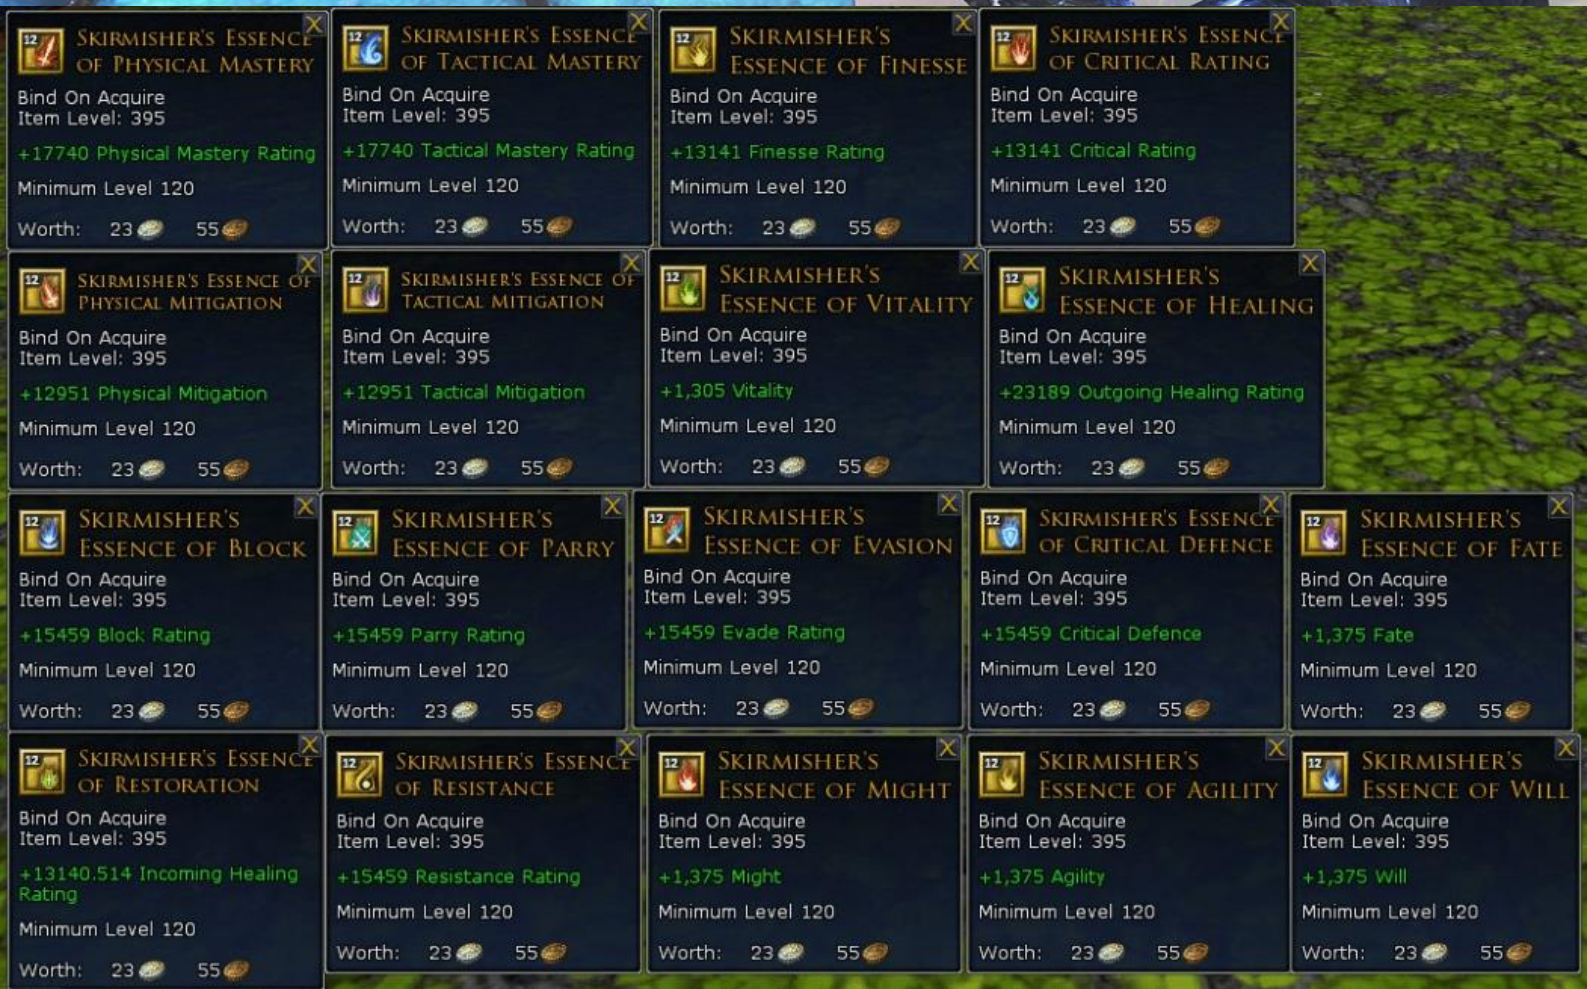 12
SKIRMISHER'S ESSENCE
OF PHYSICAL MASTERY
Bind On Acquire
Item Level: 395
+17740 Physical Mastery Rating
Minimum Level 120
Worth: 23 55
12
SKIRMISHER'S ESSENCE
OF TACTICAL MASTERY
Bind On Acquire
Item Level: 395
+17740 Tactical Mastery Rating
Minimum Level 120
Worth: 23 55
12
SKIRMISHER'S
ESSENCE OF FINESSE
Bind On Acquire
Item Level: 395
+13141 Finesse Rating
Minimum Level 120
Worth: 23 55
12
SKIRMISHER'S ESSENCE
OF CRITICAL RATING
Bind On Acquire
Item Level: 395
+13141 Critical Rating
Minimum Level 120
Worth: 23 55
12
SKIRMISHER'S ESSENCE OF
PHYSICAL MITIGATION
Bind On Acquire
Item Level: 395
+12951 Physical Mitigation
Minimum Level 120
Worth: 23 55
12
SKIRMISHER'S ESSENCE OF
TACTICAL MITIGATION
Bind On Acquire
Item Level: 395
+12951 Tactical Mitigation
Minimum Level 120
Worth: 23 55
12
SKIRMISHER'S
ESSENCE OF VITALITY
Bind On Acquire
Item Level: 395
+1,305 Vitality
Minimum Level 120
Worth: 23 55
12
SKIRMISHER'S
ESSENCE OF HEALING
Bind On Acquire
Item Level: 395
+23189 Outgoing Healing Rating
Minimum Level 120
Worth: 23 55
12
SKIRMISHER'S
ESSENCE OF BLOCK
Bind On Acquire
Item Level: 395
+15459 Block Rating
Minimum Level 120
Worth: 23 55
12
SKIRMISHER'S
ESSENCE OF PARRY
Bind On Acquire
Item Level: 395
+15459 Parry Rating
Minimum Level 120
Worth: 23 55
12
SKIRMISHER'S
ESSENCE OF EVASION
Bind On Acquire
Item Level: 395
+15459 Evade Rating
Minimum Level 120
Worth: 23 55
12
SKIRMISHER'S ESSENCE
OF CRITICAL DEFENCE
Bind On Acquire
Item Level: 395
+15459 Critical Defence
Minimum Level 120
Worth: 23 55
12
SKIRMISHER'S
ESSENCE OF FATE
Bind On Acquire
Item Level: 395
+1,375 Fate
Minimum Level 120
Worth: 23 55
12
SKIRMISHER'S ESSENCE
OF RESTORATION
Bind On Acquire
Item Level: 395
+13140.514 Incoming Healing
Rating
Minimum Level 120
Worth: 23 55
12
SKIRMISHER'S ESSENCE
OF RESISTANCE
Bind On Acquire
Item Level: 395
+15459 Resistance Rating
Minimum Level 120
Worth: 23 55
12
SKIRMISHER'S
ESSENCE OF MIGHT
Bind On Acquire
Item Level: 395
+1,375 Might
Minimum Level 120
Worth: 23 55
12
SKIRMISHER'S
ESSENCE OF AGILITY
Bind On Acquire
Item Level: 395
+1,375 Agility
Minimum Level 120
Worth: 23 55
12
SKIRMISHER'S
ESSENCE OF WILL
Bind On Acquire
Item Level: 395
+1,375 Will
Minimum Level 120
Worth: 23 55